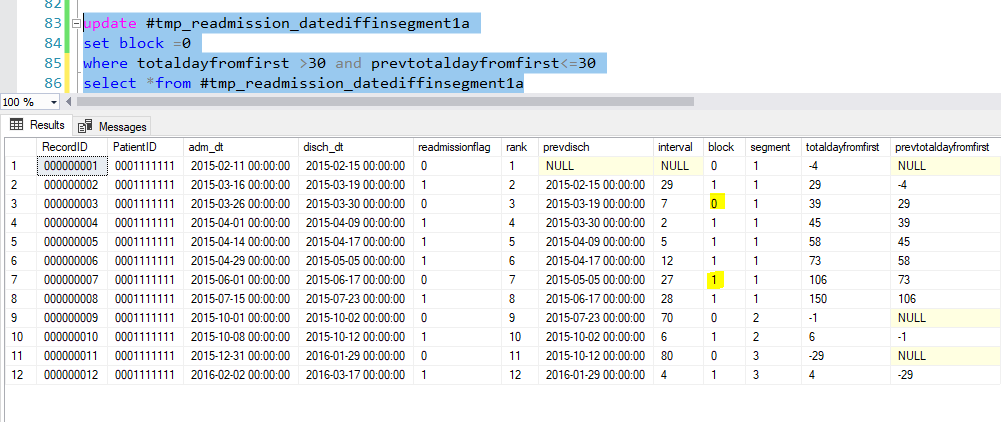 82
83 update #tmp_readmission_datediffinsegment1a
84 set block =0
85 where totaldayfromfirst >30 and prevtotaldayfromfirst<=30
86 select *from #tmp_readmission_datediffinsegment1a
100 %
Results Messages
RecordID PatientID adm_dt disch_dt readmissionflag rank prevdisch interval block segment totaldayfromfirst prevtotaldayfromfirst
1 000000001 0001111111 2015-02-11 00:00:00 2015-02-15 00:00:00 0 1 NULL NULL 0 1 -4 NULL
2 000000002 0001111111 2015-03-16 00:00:00 2015-03-19 00:00:00 1 2 2015-02-15 00:00:00 29 1 1 29 -4
3 000000003 0001111111 2015-03-26 00:00:00 2015-03-30 00:00:00 0 3 2015-03-19 00:00:00 7 0 1 39 29
4 000000004 0001111111 2015-04-01 00:00:00 2015-04-09 00:00:00 1 4 2015-03-30 00:00:00 2 1 1 45 39
5 000000005 0001111111 2015-04-14 00:00:00 2015-04-17 00:00:00 1 5 2015-04-09 00:00:00 5 1 1 58 45
6 000000006 0001111111 2015-04-29 00:00:00 2015-05-05 00:00:00 1 6 2015-04-17 00:00:00 12 1 1 73 58
7 000000007 0001111111 2015-06-01 00:00:00 2015-06-17 00:00:00 0 7 2015-05-05 00:00:00 27 1 1 106 73
8 000000008 0001111111 2015-07-15 00:00:00 2015-07-23 00:00:00 1 8 2015-06-17 00:00:00 28 1 1 150 106
9 000000009 0001111111 2015-10-01 00:00:00 2015-10-02 00:00:00 0 9 2015-07-23 00:00:00 70 0 2 -1 NULL
10 000000010 0001111111 2015-10-08 00:00:00 2015-10-12 00:00:00 1 10 2015-10-02 00:00:00 6 1 2 6 -1
11 000000011 0001111111 2015-12-31 00:00:00 2016-01-29 00:00:00 0 11 2015-10-12 00:00:00 80 0 3 -29 NULL
12 000000012 0001111111 2016-02-02 00:00:00 2016-03-17 00:00:00 1 12 2016-01-29 00:00:00 4 1 3 4 -29